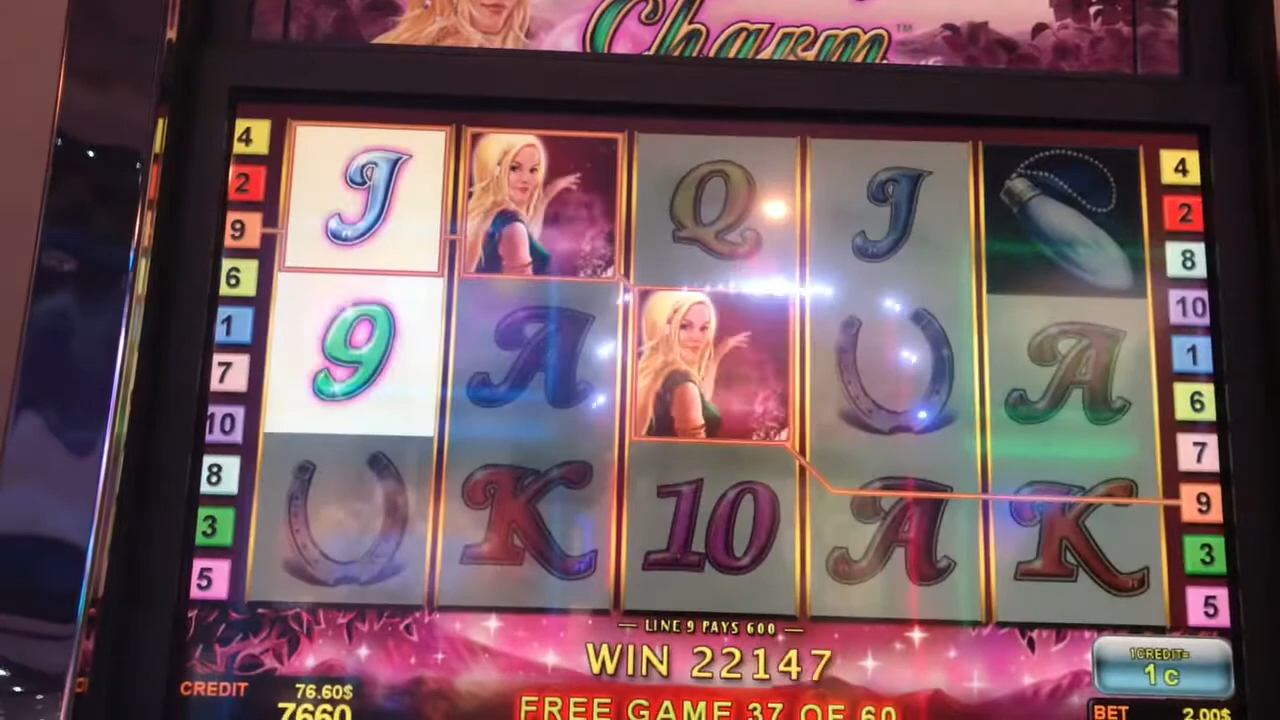 Charm™
4 J Q J 4
2 2
9 8
6 9 A A 10
1 1
7 6
10 7
8 K 10 A K 9
3 3
5 5
LINE 9 PAYS 600
WIN 22147
1CREDIT=
1 C
CREDIT 76.60$
7660
FREE GAME 37 OF 60
BET 2.00$